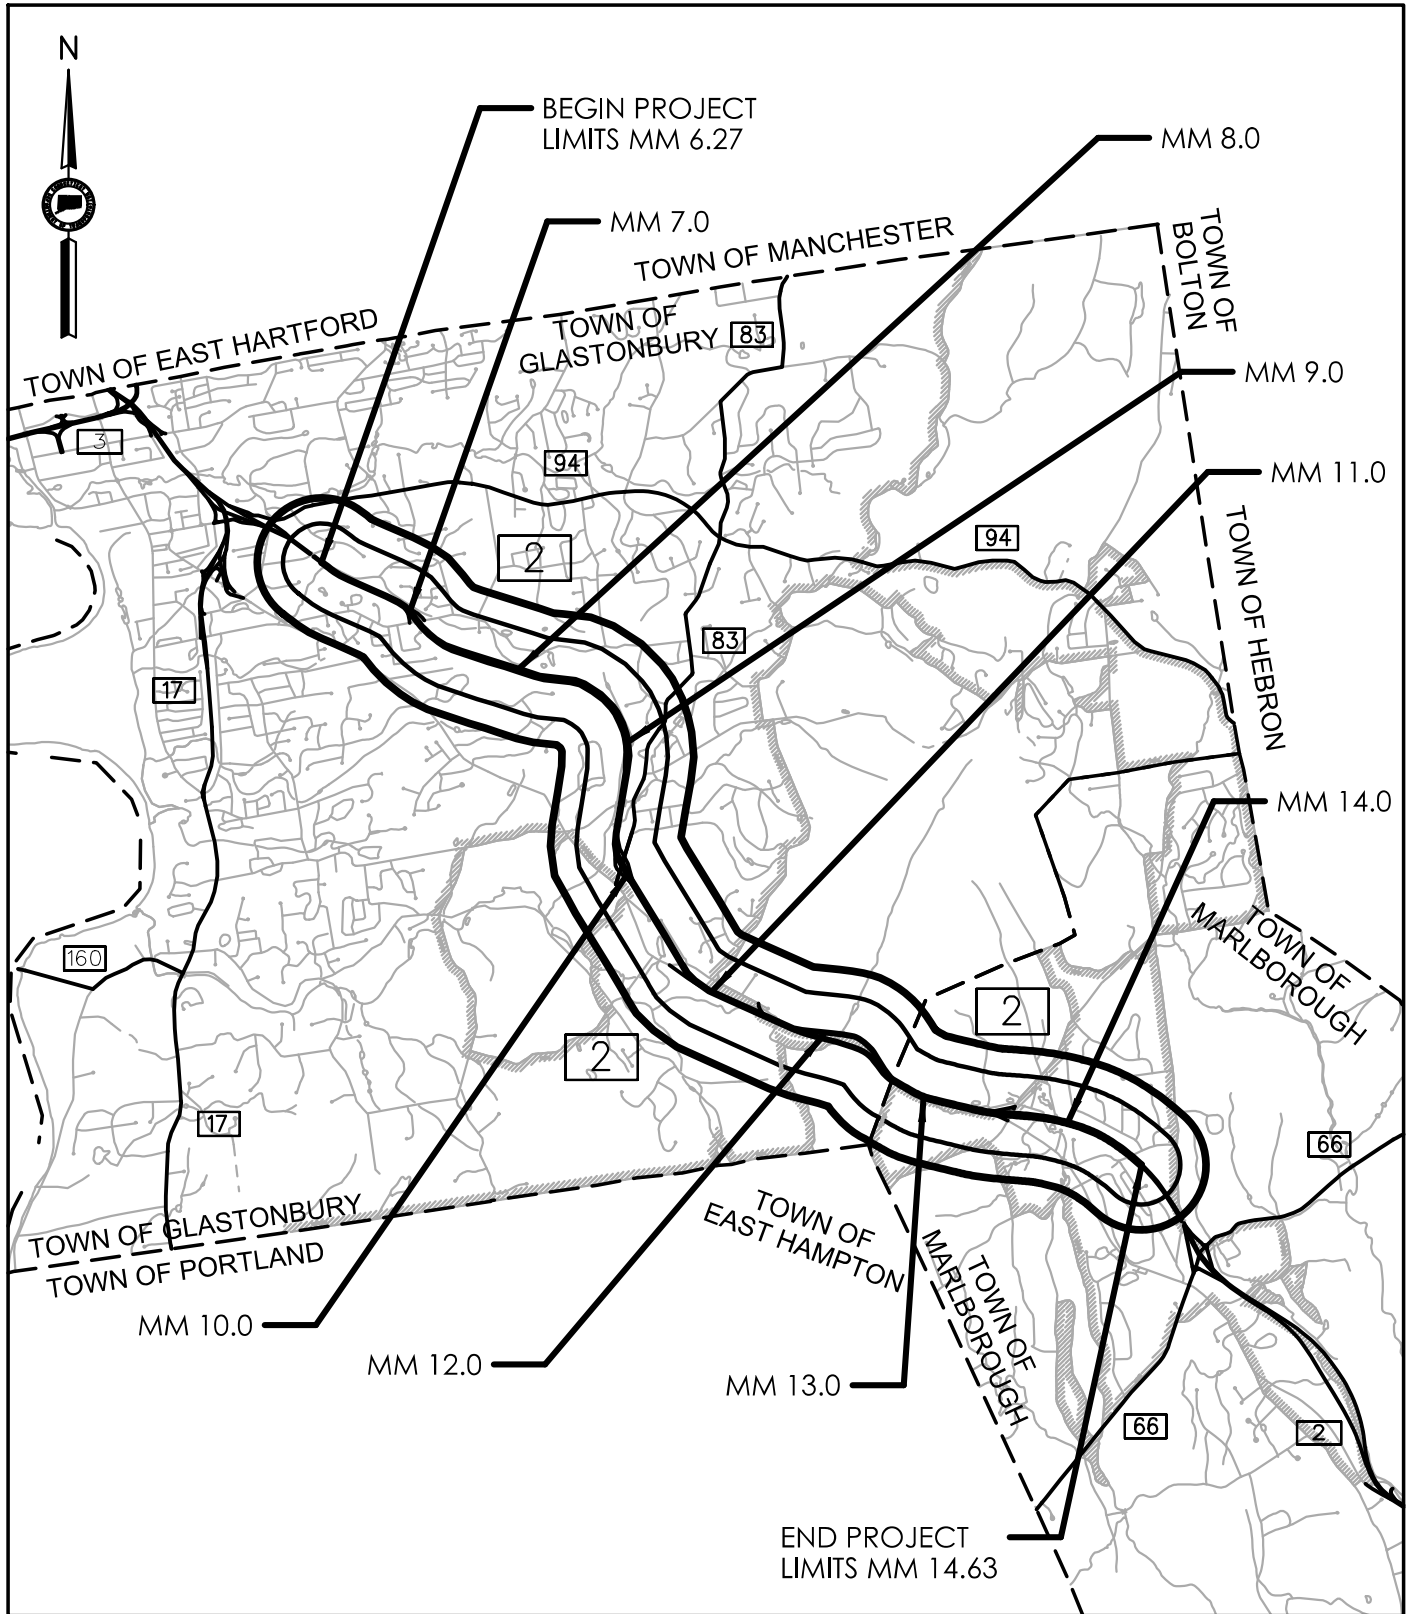 N
BEGIN PROJECT
LIMITS MM 6.27
MM 8.0
MM 7.0
TOWN OF MANCHESTER
TOWN OF
BOLTON
TOWN OF EAST HARTFORD
TOWN OF
GLASTONBURY
83
MM 9.0
3
94
MM 11.0
2
94
TOWN OF HEBRON
83
17
MM 14.0
TOWN OF
MARLBOROUGH
160
2
2
17
66
TOWN OF GLASTONBURY
TOWN OF PORTLAND
TOWN OF
EAST HAMPTON
TOWN OF
MARLBOROUGH
MM 10.0
MM 12.0
MM 13.0
66
2
END PROJECT
LIMITS MM 14.63